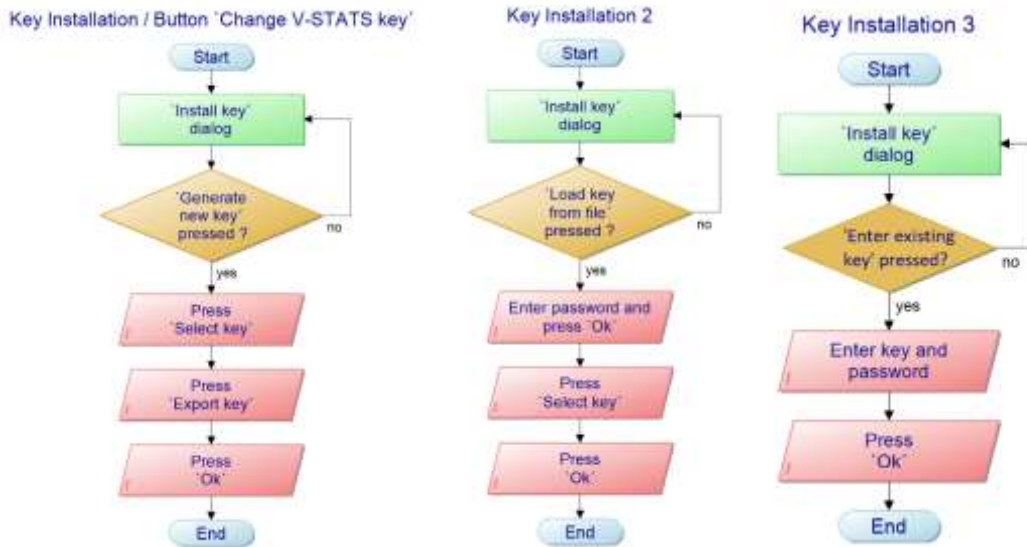 Key Installation / Button ‘Change V-STATS key’
Start
‘Install key’
dialog
‘Generate
new key’
pressed ?
no
yes
Press
‘Select key’
Press
‘Export key’
Press
‘Ok’
End
Key Installation 2
Start
‘Install key’
dialog
‘Load key
from file’
pressed ?
no
yes
Enter password and
press ‘Ok’
Press
‘Select key’
Press
‘Ok’
End
Key Installation 3
Start
‘Install key’
dialog
‘Enter existing
key’ pressed?
no
yes
Enter key and
password
Press
‘Ok’
End